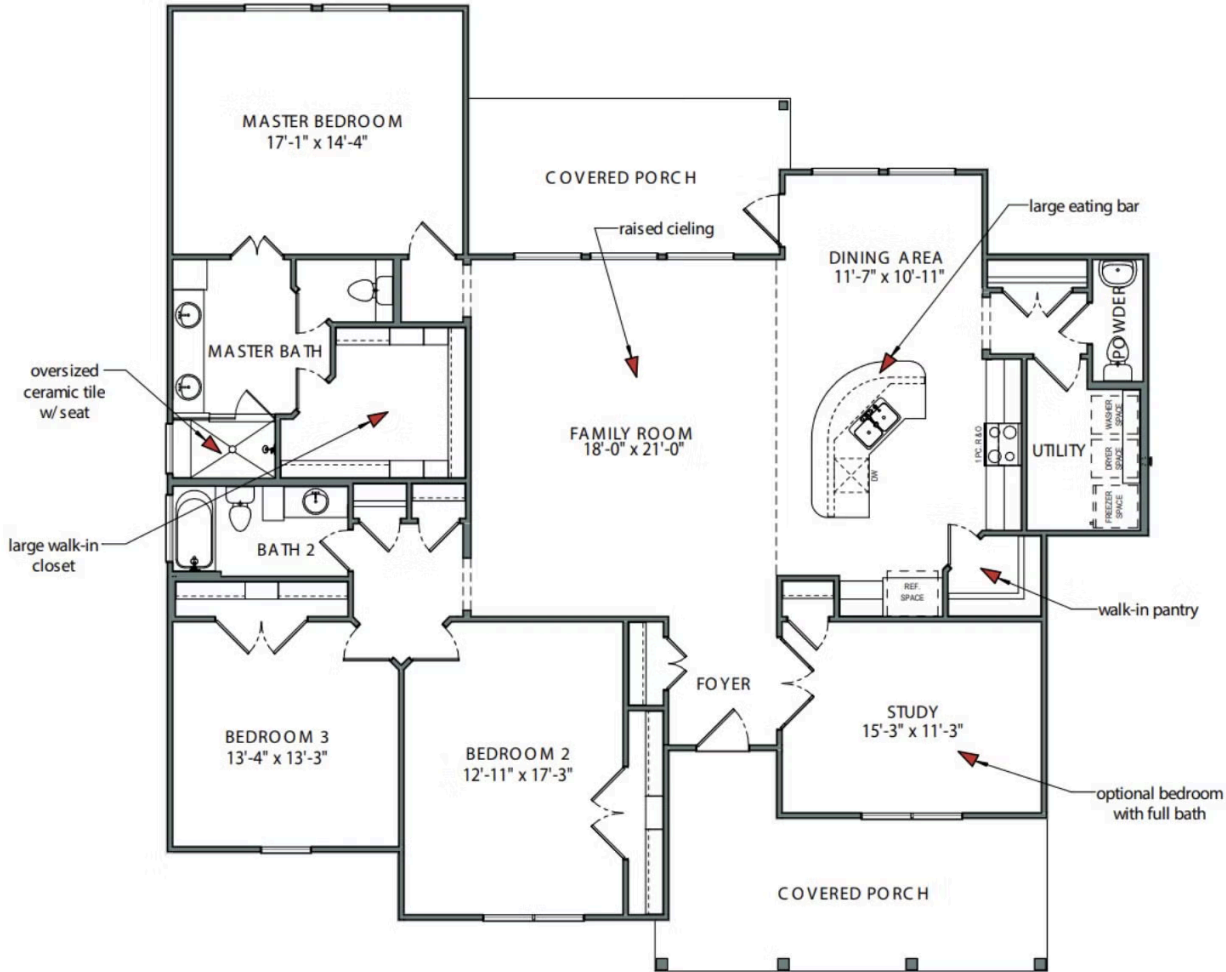 MASTER BEDROOM
17'-1" x 14'-4"
COVERED PORCH
raised cieling
large eating bar
DINING AREA
11'-7" x 10'-11"
POWDER
MASTER BATH
oversized
ceramic tile
w/ seat
FAMILY ROOM
18'-0" x 21'-0"
1 PC. R & O
DW
UTILITY
WASHER
SPACE
DRYER
SPACE
FREEZER
SPACE
large walk-in
closet
BATH 2
REF.
SPACE
walk-in pantry
FOYER
STUDY
15'-3" x 11'-3"
BEDROOM 3
13'-4" x 13'-3"
BEDROOM 2
12'-11" x 17'-3"
optional bedroom
with full bath
COVERED PORCH